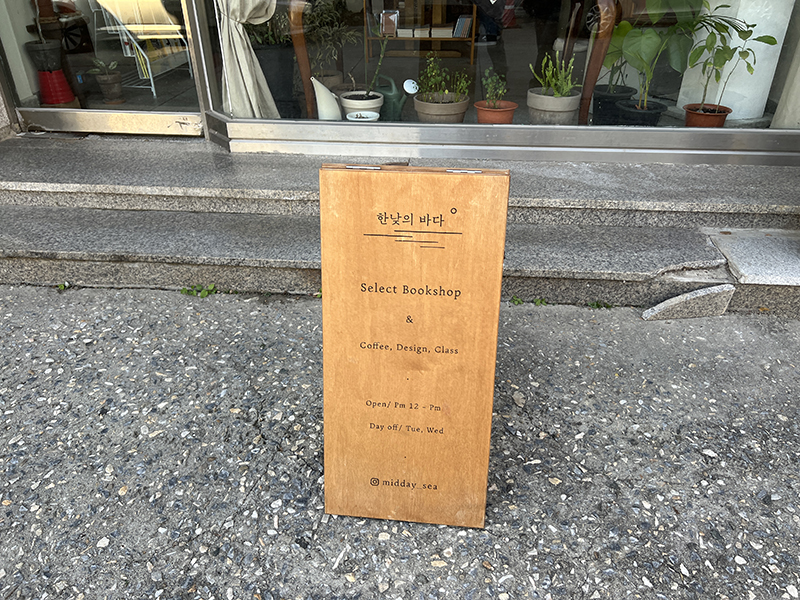 한낮의 바다
Select Bookshop
&
Coffee, Design, Class
Open/ Pm 12 - Pm
Day off/ Tue, Wed
midday_sea